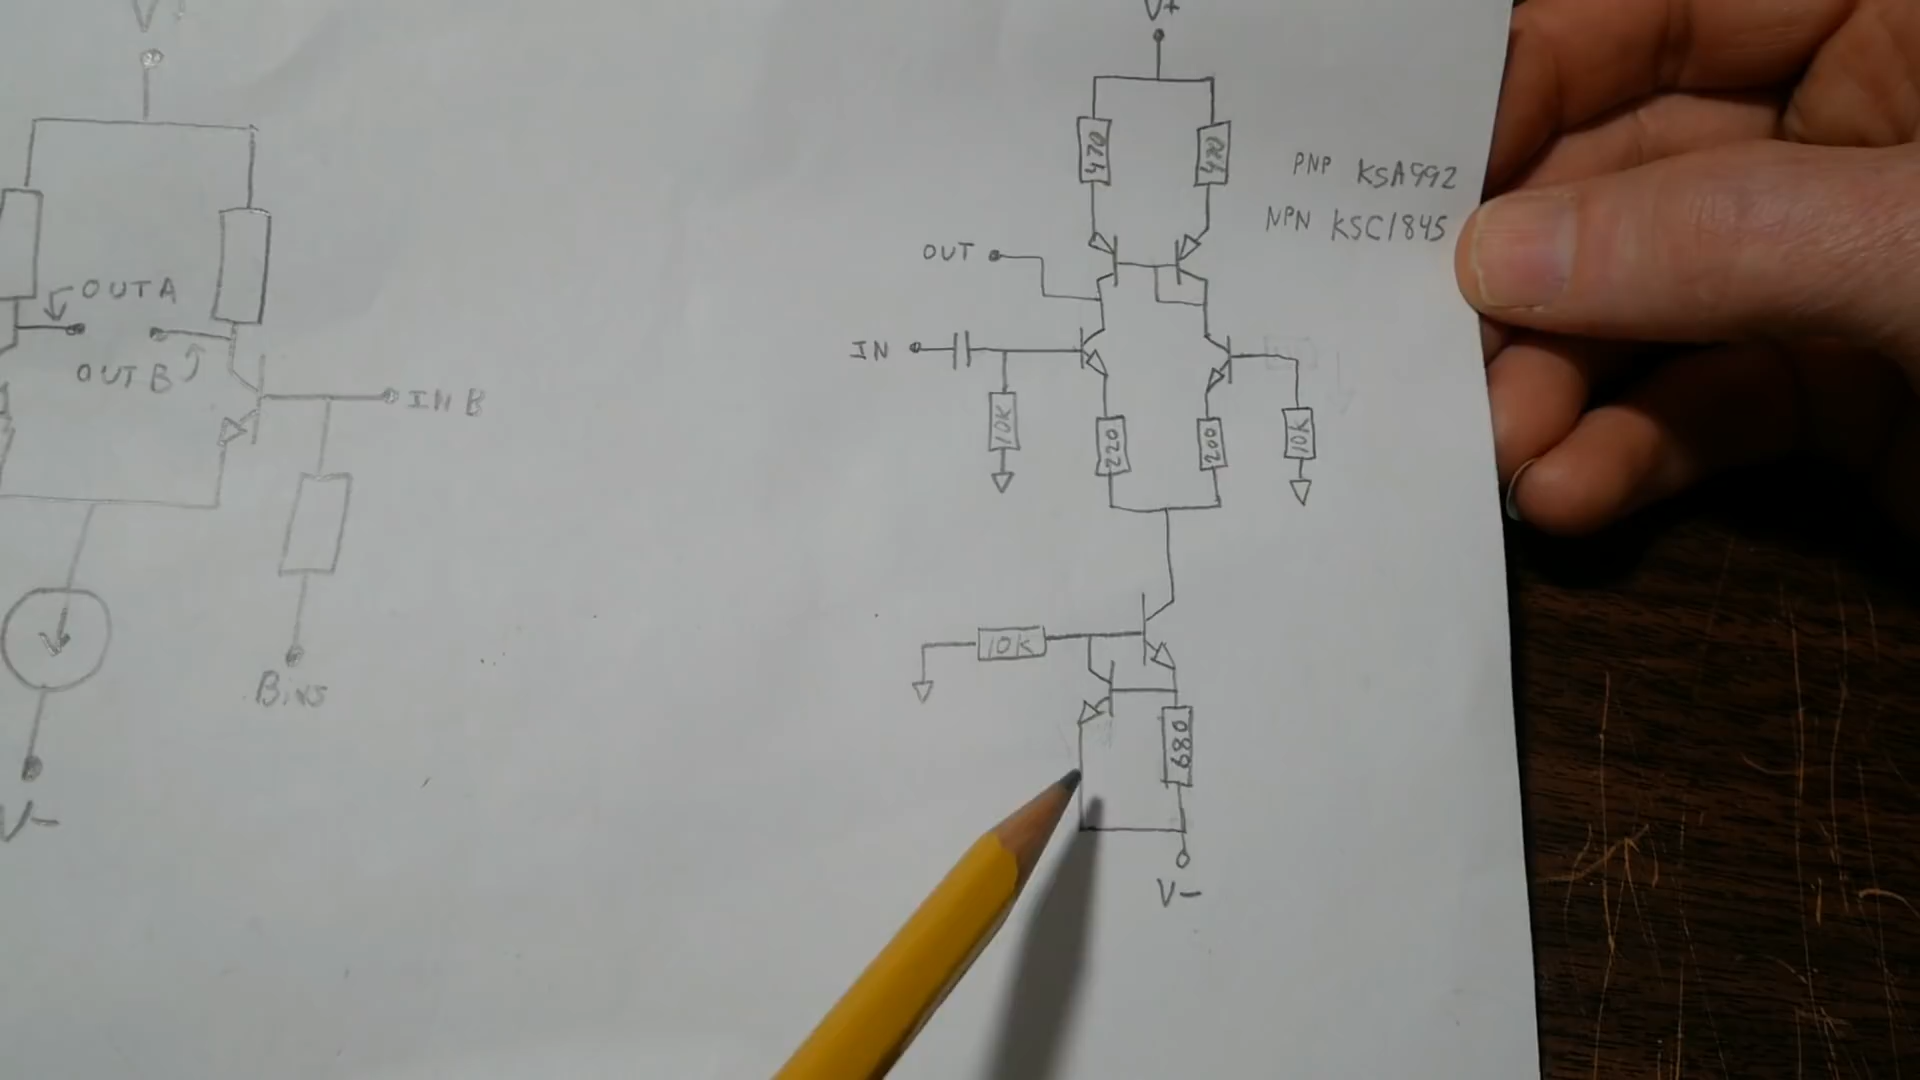 V+
OUT A
OUT B
IN B
Bias
V-
V+
470
470
PNP KSA992
NPN KSC1845
OUT
IN
10K
220
200
10K
10K
680
V-